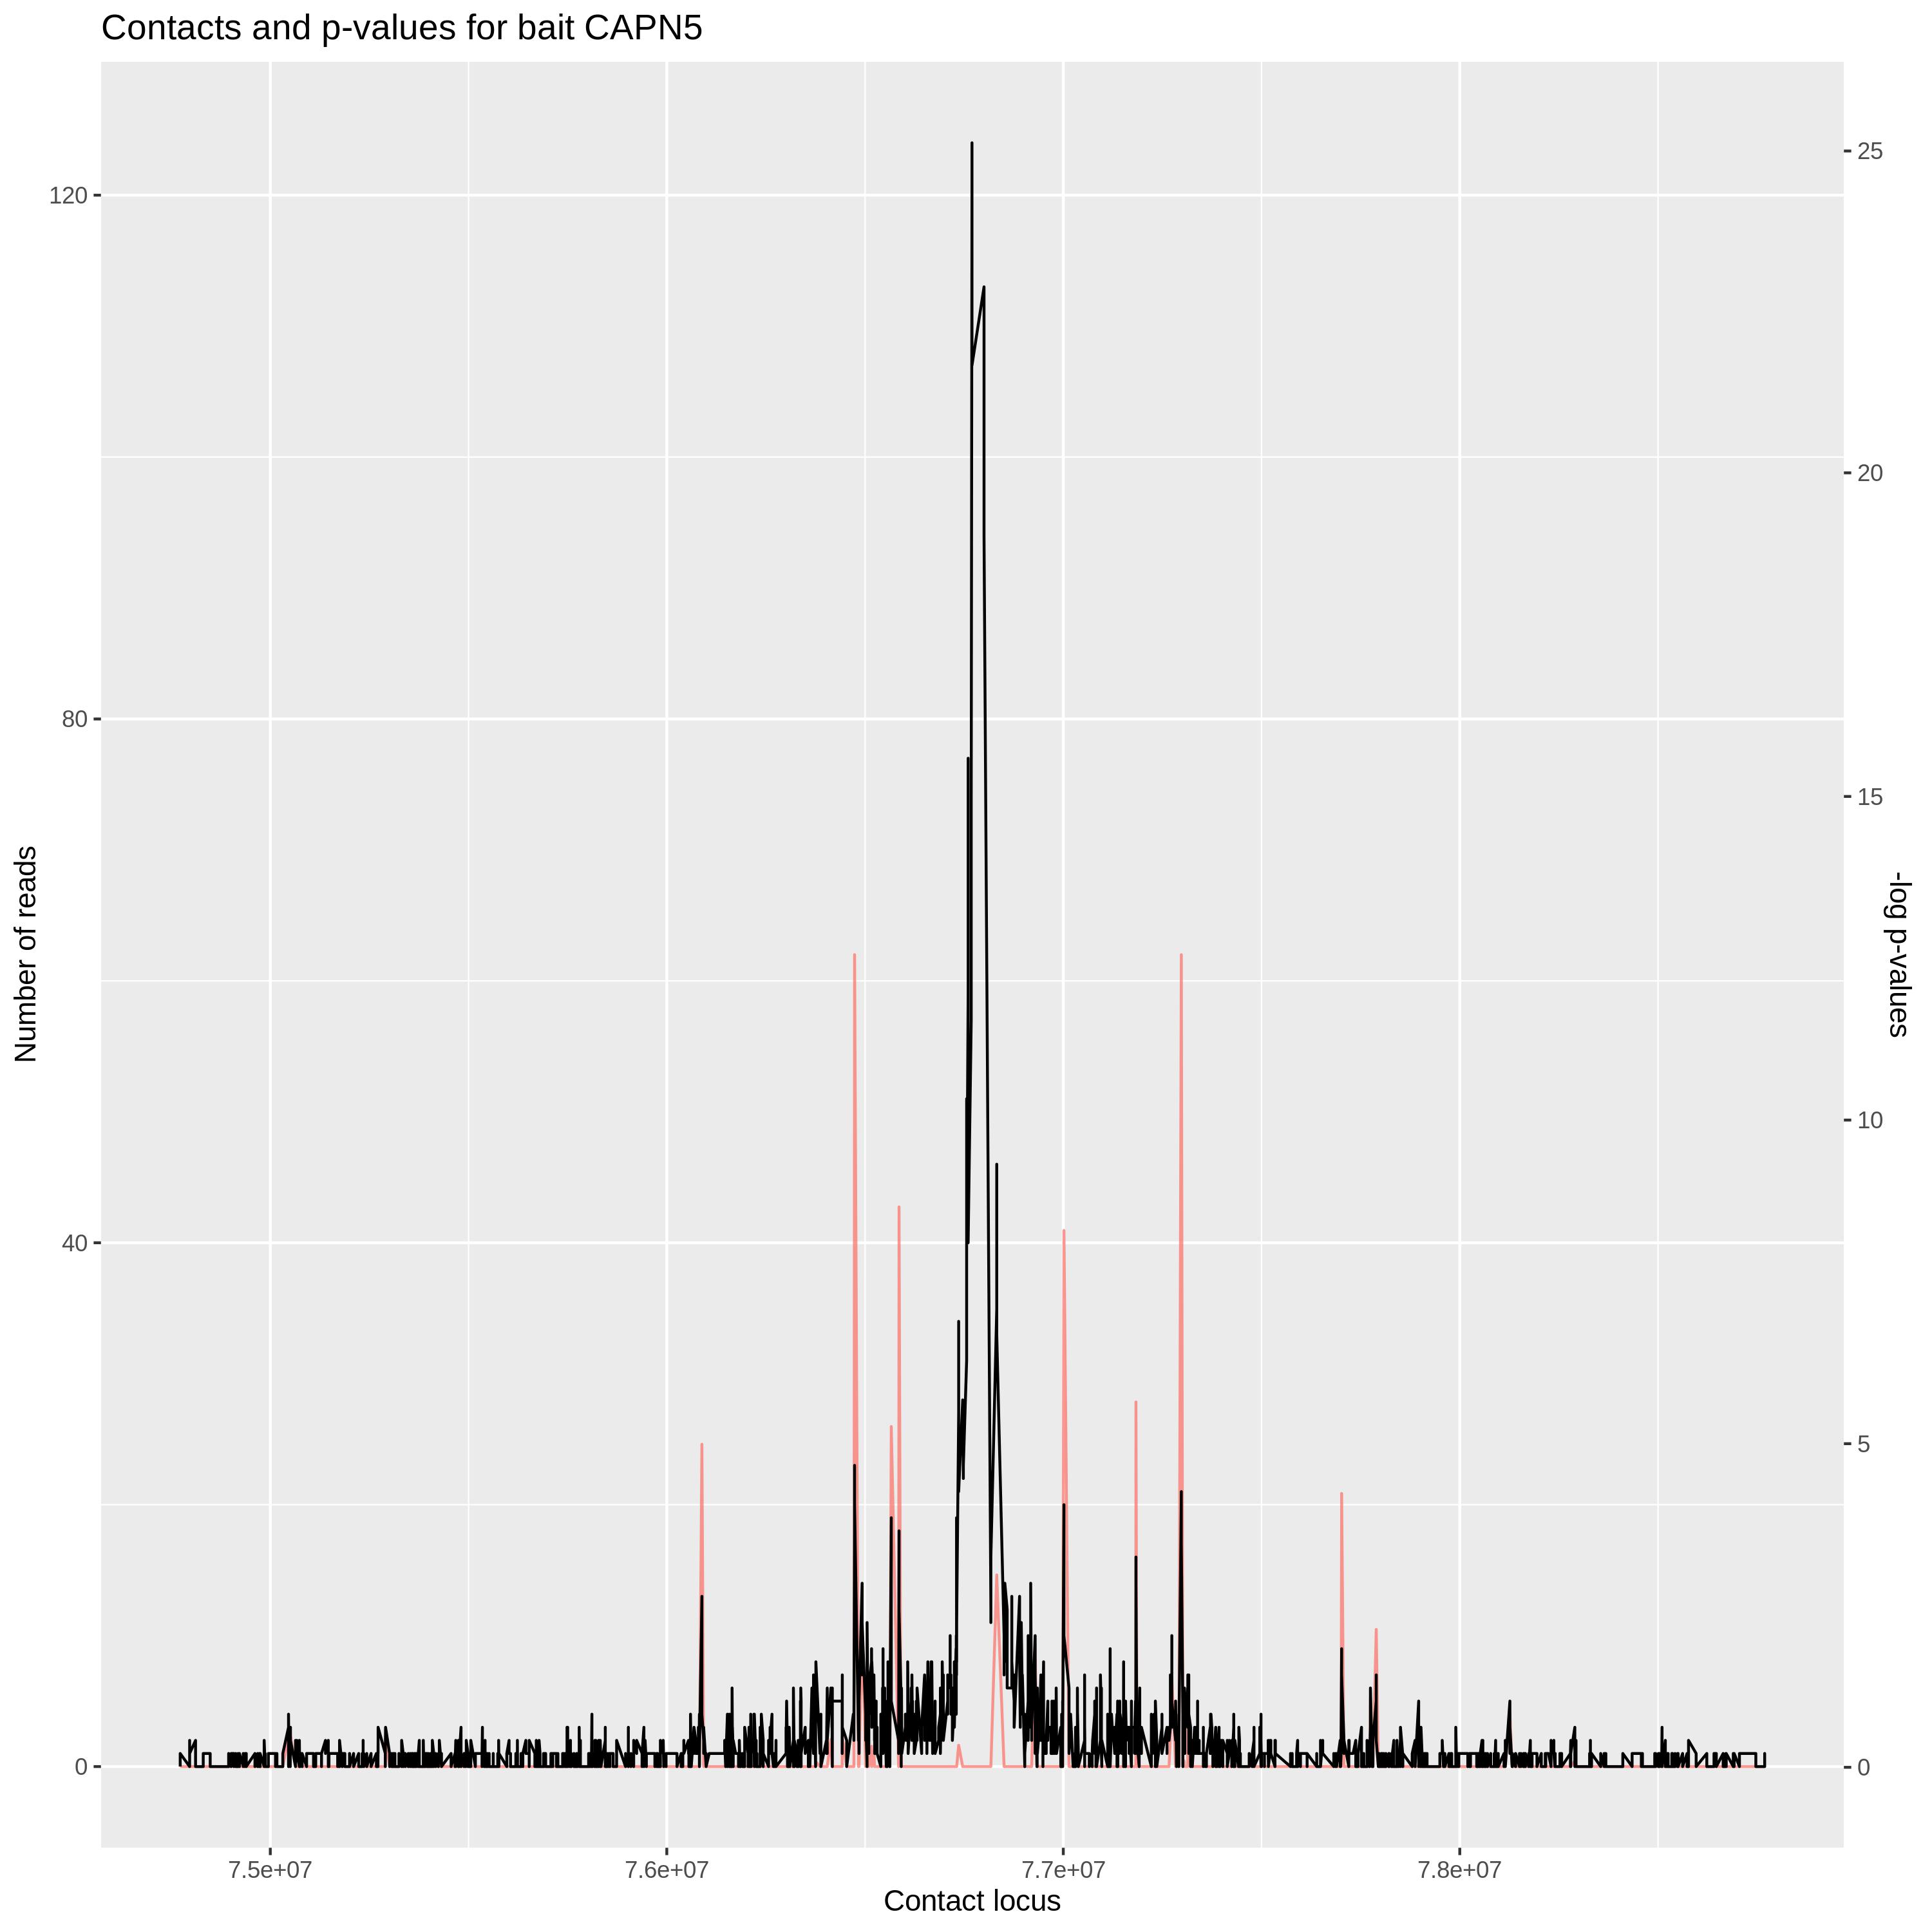 Contacts and p-values for bait CAPN5
120
80
40
0
Number of reads
25
20
15
10
5
0
-log p-values
7.5e+07 7.6e+07 7.7e+07 7.8e+07
Contact locus